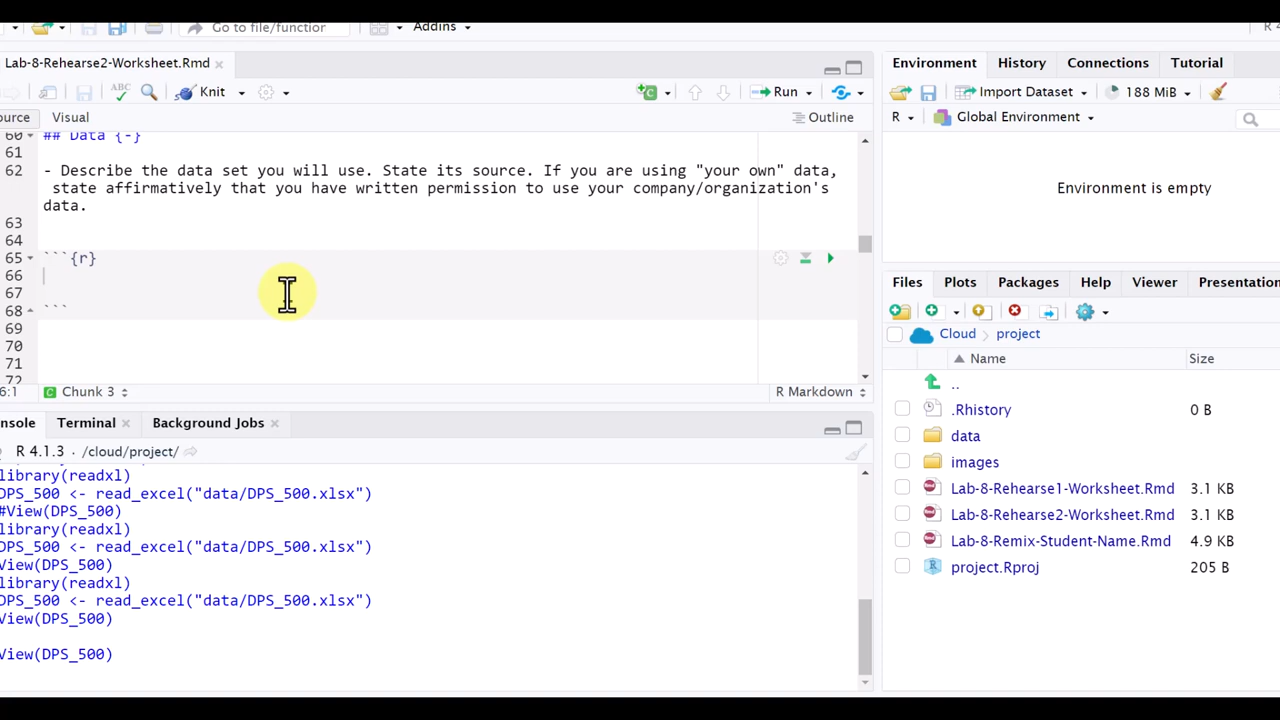 Go to file/function
Addins
R 4
Lab-8-Rehearse2-Worksheet.Rmd
ABC
Knit
Run
ource
Visual
Outline
60 ## Data {-}
61
62 - Describe the data set you will use. State its source. If you are using "your own" data,
state affirmatively that you have written permission to use your company/organization's
data.
63
64
65 ```{r}
66
67
68 ```
69
70
71
72
6:1
Chunk 3
R Markdown
nsole
Terminal
Background Jobs
R 4.1.3 · /cloud/project/
library(readxl)
DPS_500 <- read_excel("data/DPS_500.xlsx")
#View(DPS_500)
library(readxl)
DPS_500 <- read_excel("data/DPS_500.xlsx")
View(DPS_500)
library(readxl)
DPS_500 <- read_excel("data/DPS_500.xlsx")
View(DPS_500)
View(DPS_500)
Environment
History
Connections
Tutorial
Import Dataset
188 MiB
R
Global Environment
Environment is empty
Files
Plots
Packages
Help
Viewer
Presentation
Cloud
project
Name
Size
..
.Rhistory
0 B
data
images
Lab-8-Rehearse1-Worksheet.Rmd
3.1 KB
Lab-8-Rehearse2-Worksheet.Rmd
3.1 KB
Lab-8-Remix-Student-Name.Rmd
4.9 KB
project.Rproj
205 B